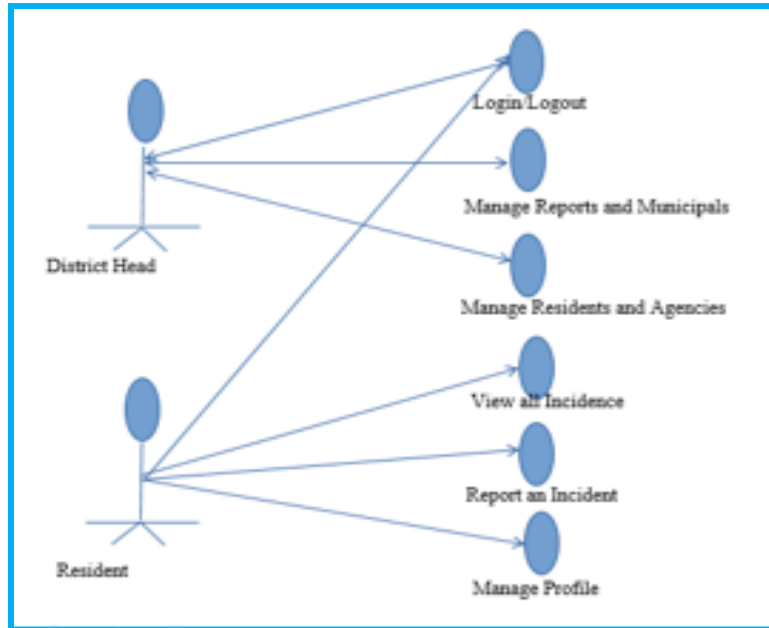 Login/Logout
Manage Reports and Municipals
District Head
Manage Residents and Agencies
View all Incidence
Report an Incident
Resident
Manage Profile